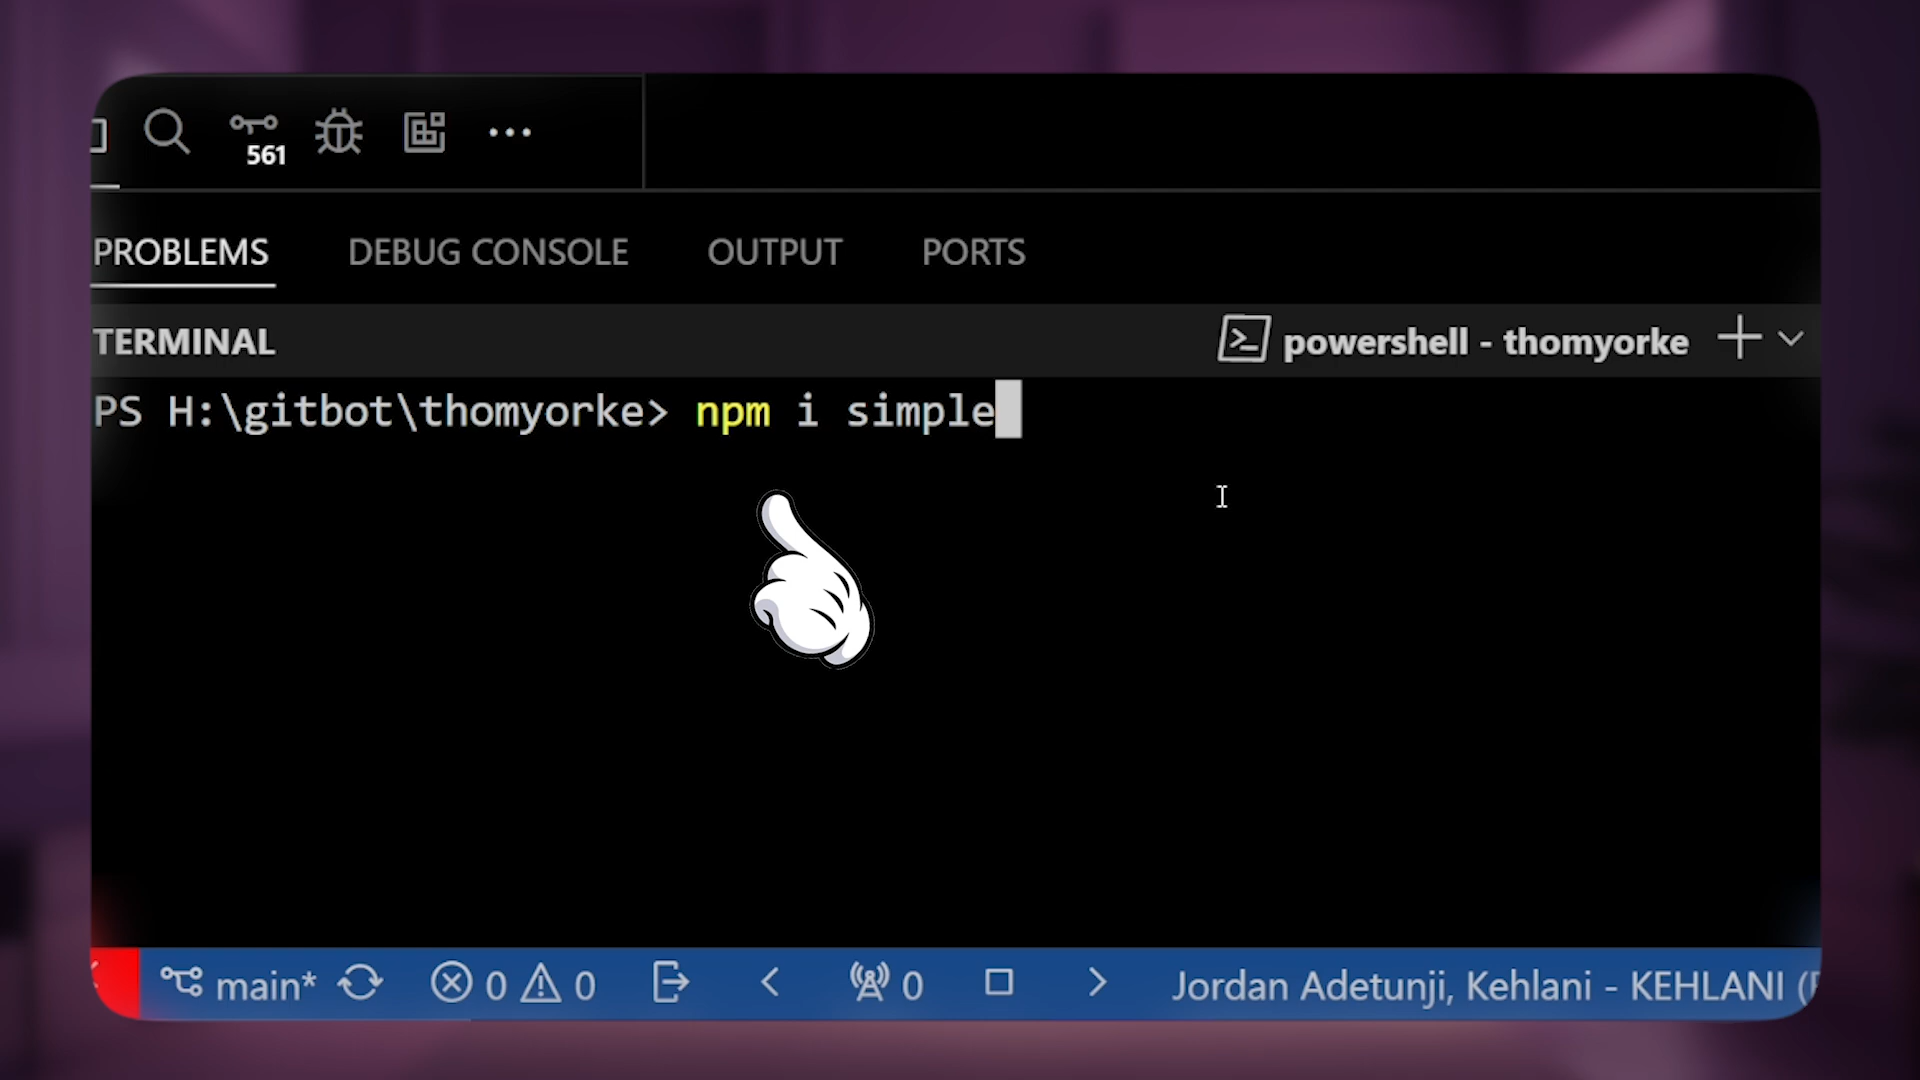 561
PROBLEMS DEBUG CONSOLE OUTPUT PORTS
TERMINAL powershell - thomyorke
PS H:\gitbot\thomyorke> npm i simple
main* 0 0 0 Jordan Adetunji, Kehlani - KEHLANI (